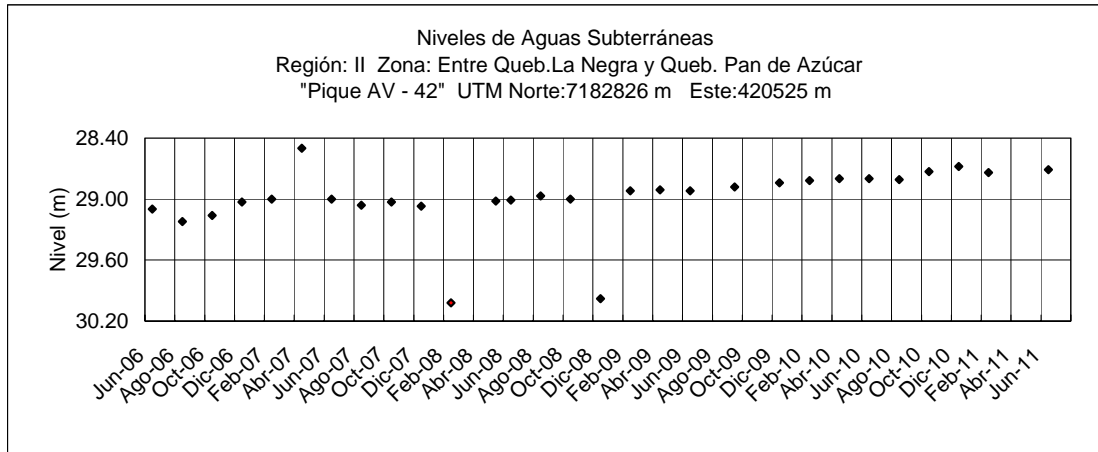 Niveles de Aguas Subterráneas
Región: II Zona: Entre Queb.La Negra y Queb. Pan de Azúcar
"Pique AV - 42" UTM Norte:7182826 m Este:420525 m
Nivel (m)
28.40
29.00
29.60
30.20
Jun-06
Ago-06
Oct-06
Dic-06
Feb-07
Abr-07
Jun-07
Ago-07
Oct-07
Dic-07
Feb-08
Abr-08
Jun-08
Ago-08
Oct-08
Dic-08
Feb-09
Abr-09
Jun-09
Ago-09
Oct-09
Dic-09
Feb-10
Abr-10
Jun-10
Ago-10
Oct-10
Dic-10
Feb-11
Abr-11
Jun-11